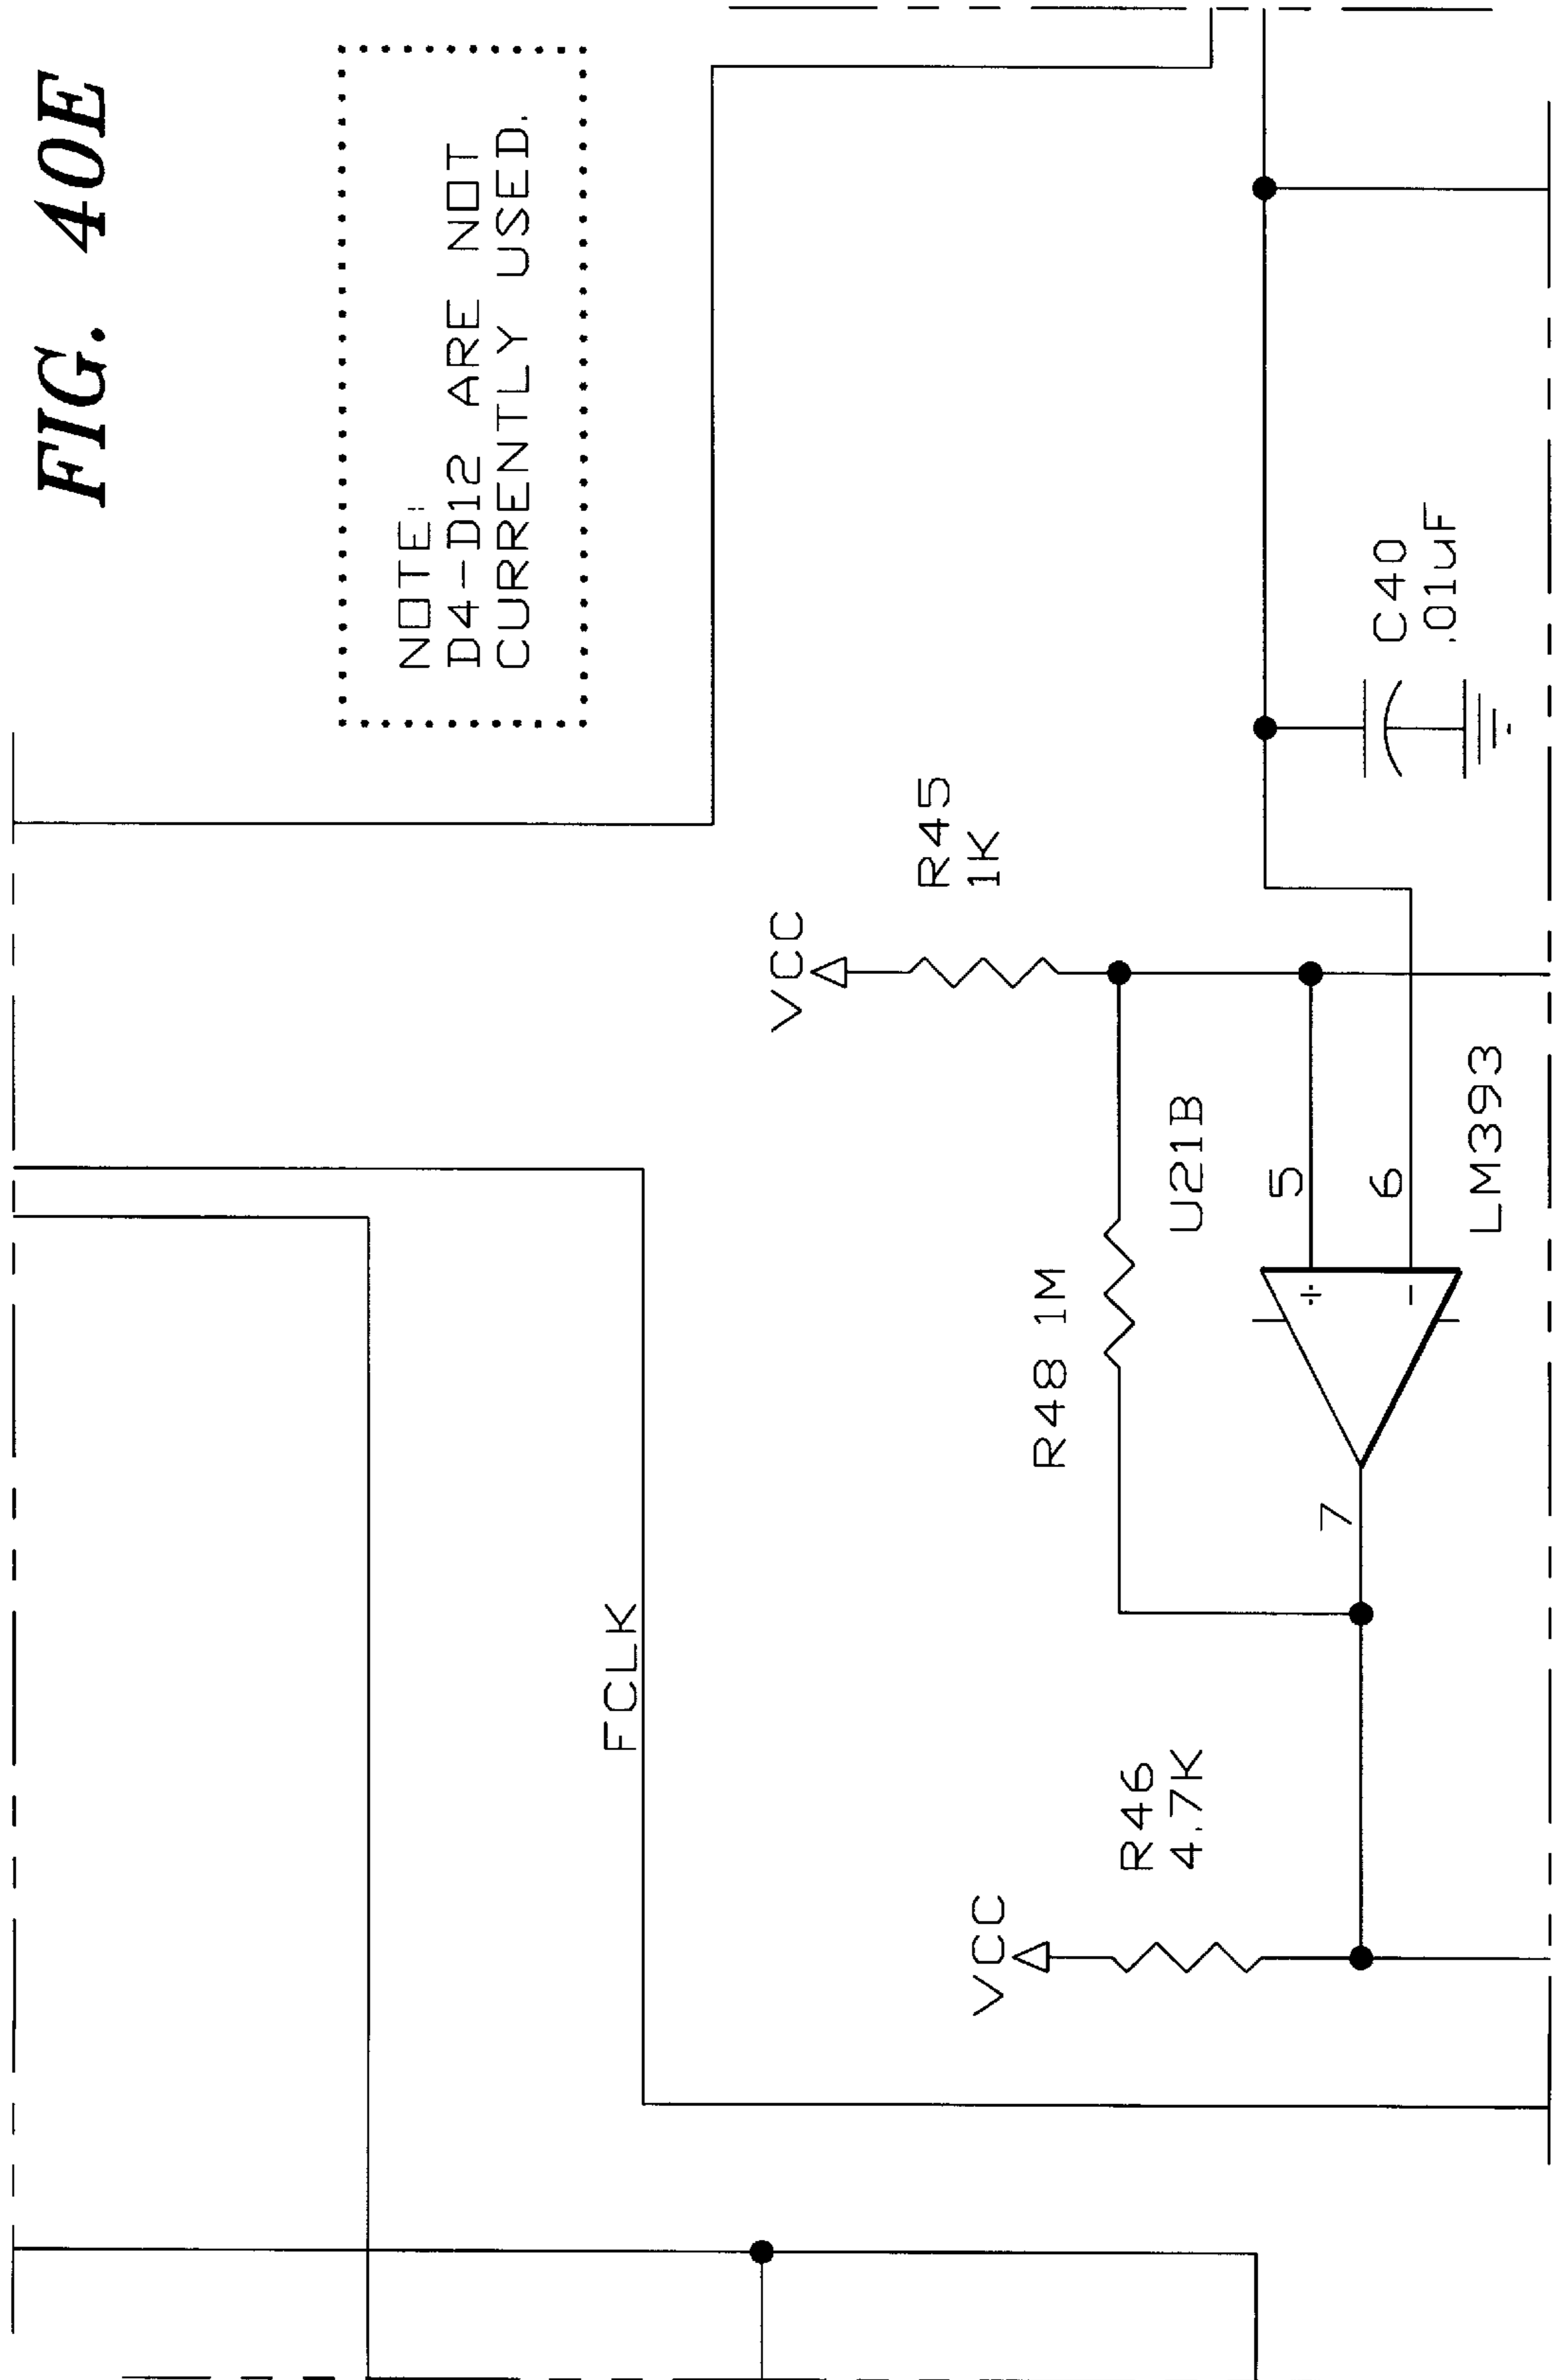 FIG. 40E
NOTE:
D4-D12 ARE NOT
CURRENTLY USED.
FCLK
VCC
R45
1K
VCC
R46
4.7K
R48 1M
U21B
5
6
7
+
-
LM393
C40
.01uF